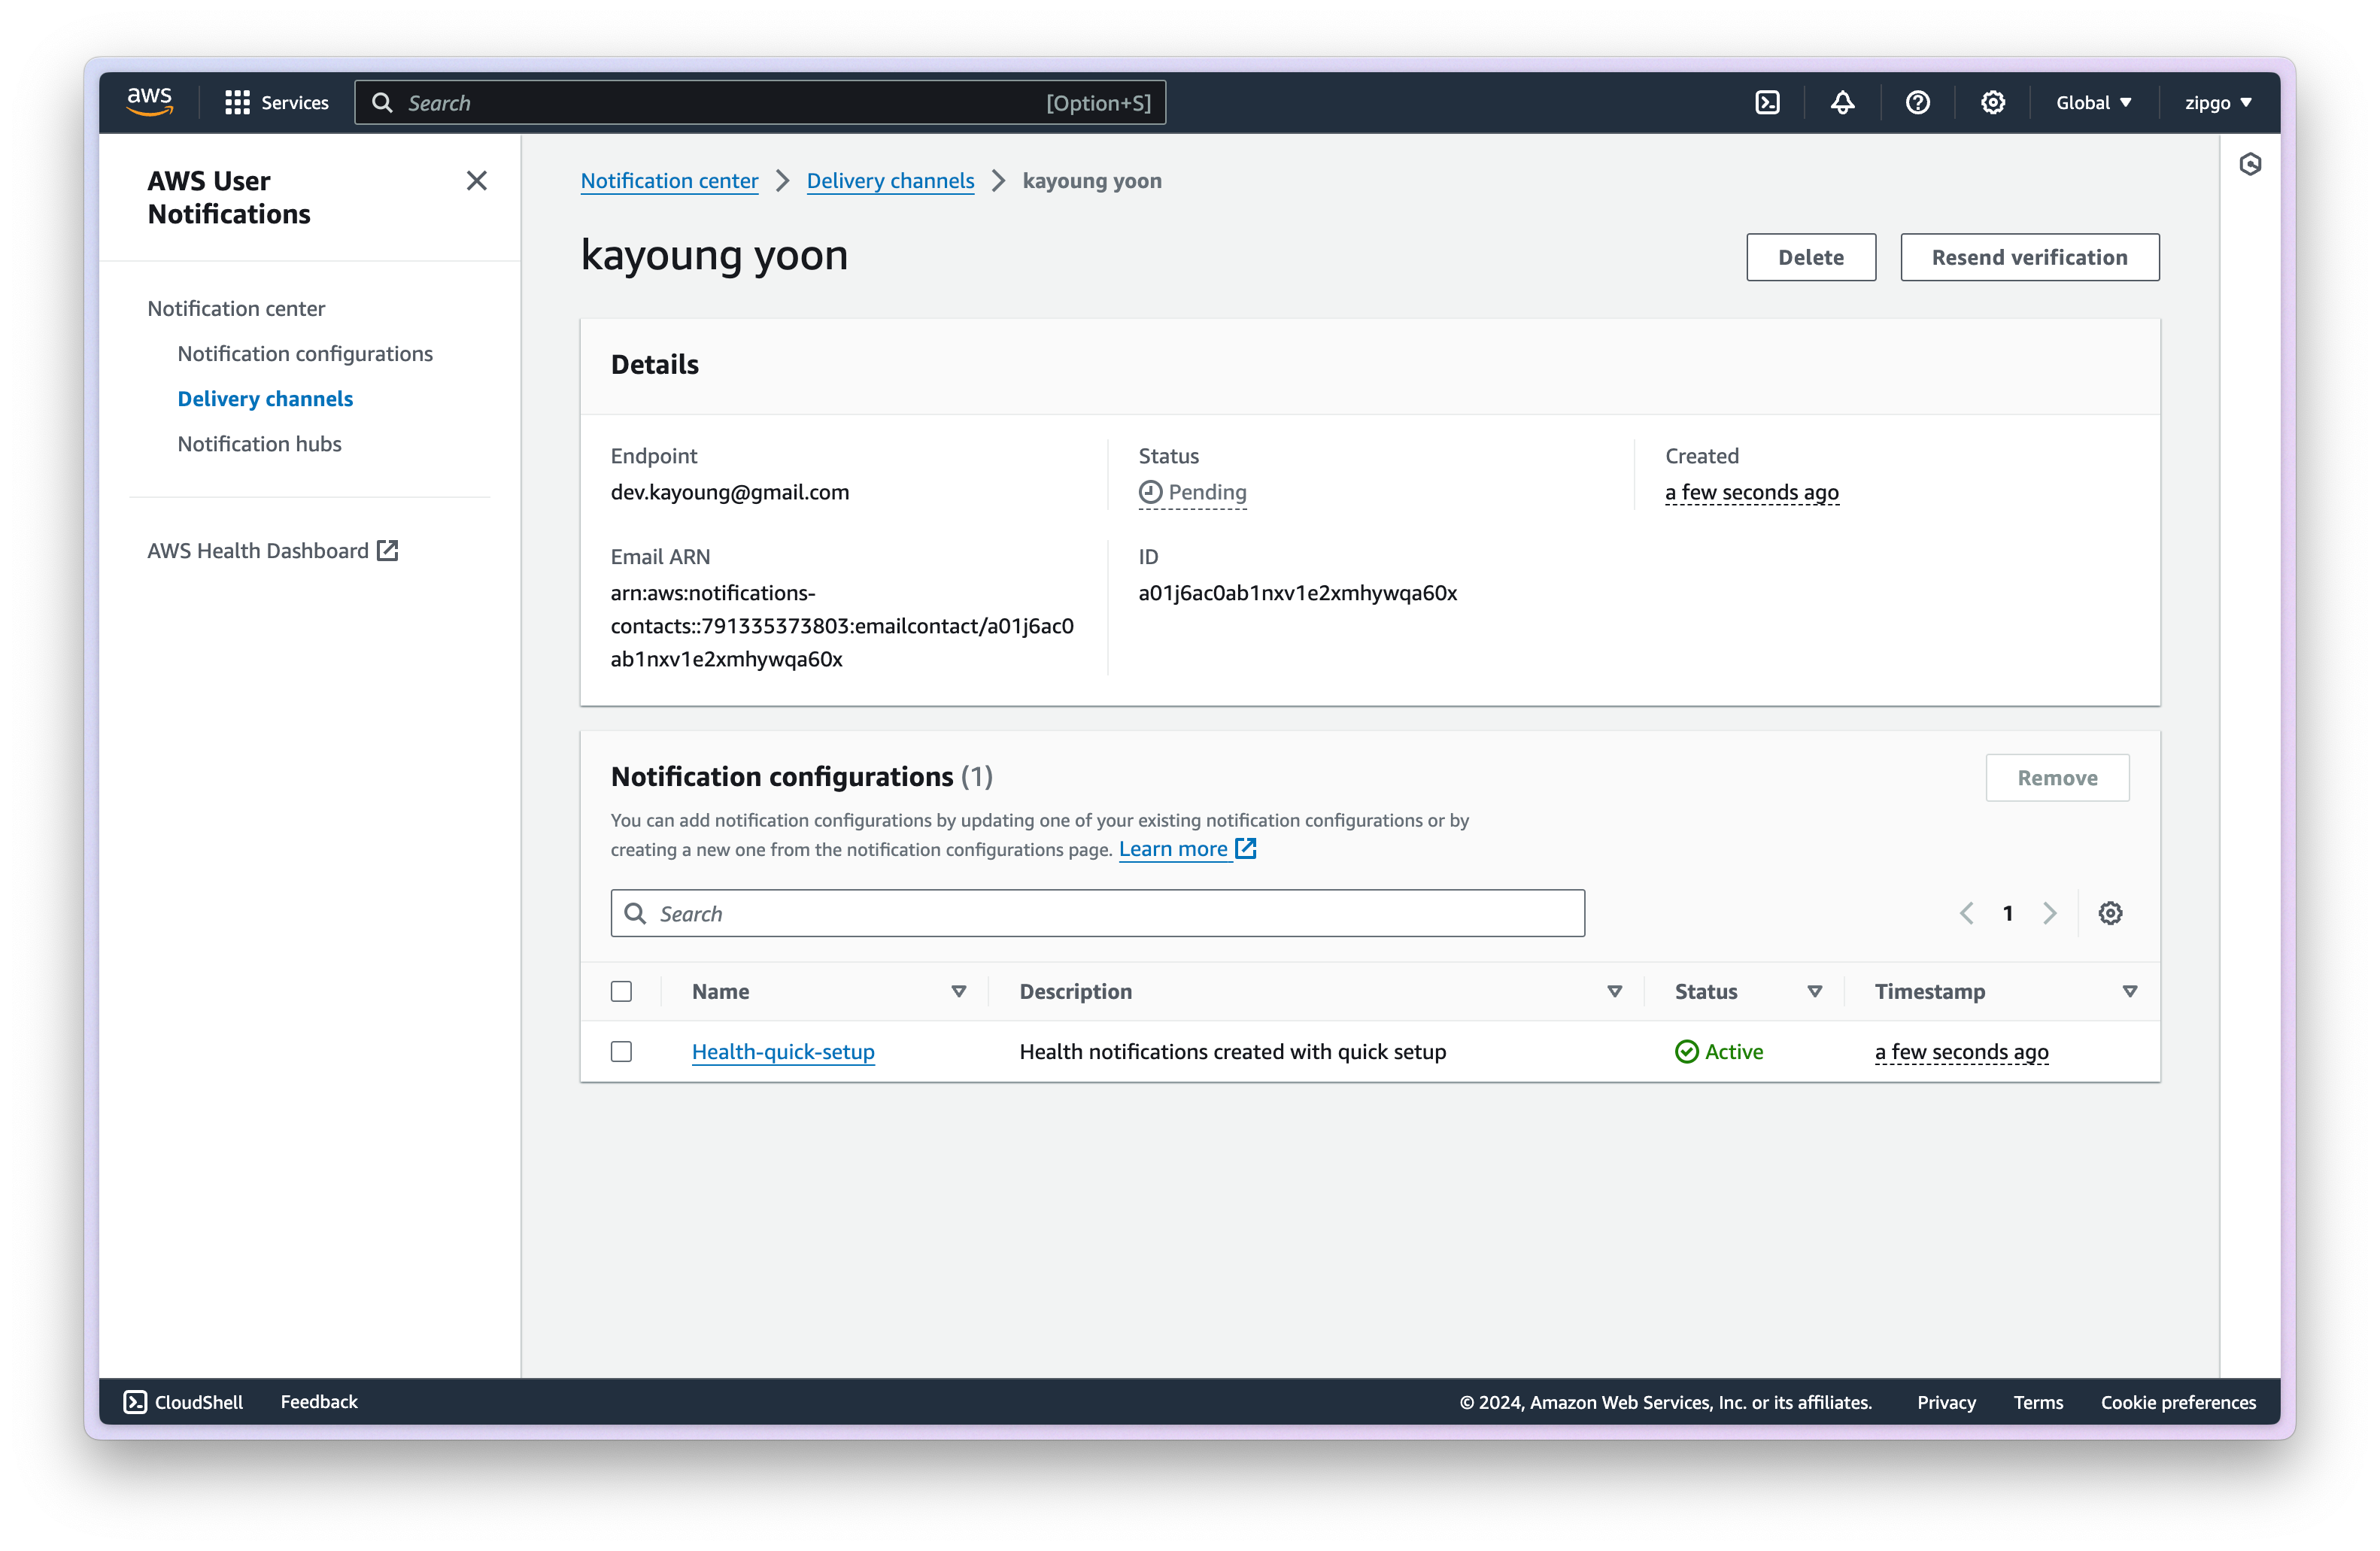 aws
Services
Search
[Option+S]
Global
zipgo
AWS User
Notifications
Notification center
Notification configurations
Delivery channels
Notification hubs
AWS Health Dashboard
Notification center > Delivery channels > kayoung yoon
kayoung yoon
Delete
Resend verification
Details
Endpoint
dev.kayoung@gmail.com
Status
Pending
Created
a few seconds ago
Email ARN
arn:aws:notifications-
contacts::791335373803:emailcontact/a01j6ac0
ab1nxv1e2xmhywqa60x
ID
a01j6ac0ab1nxv1e2xmhywqa60x
Notification configurations (1)
Remove
You can add notification configurations by updating one of your existing notification configurations or by
creating a new one from the notification configurations page. Learn more
Search
1
Name Description Status Timestamp
Health-quick-setup Health notifications created with quick setup Active a few seconds ago
CloudShell Feedback © 2024, Amazon Web Services, Inc. or its affiliates. Privacy Terms Cookie preferences